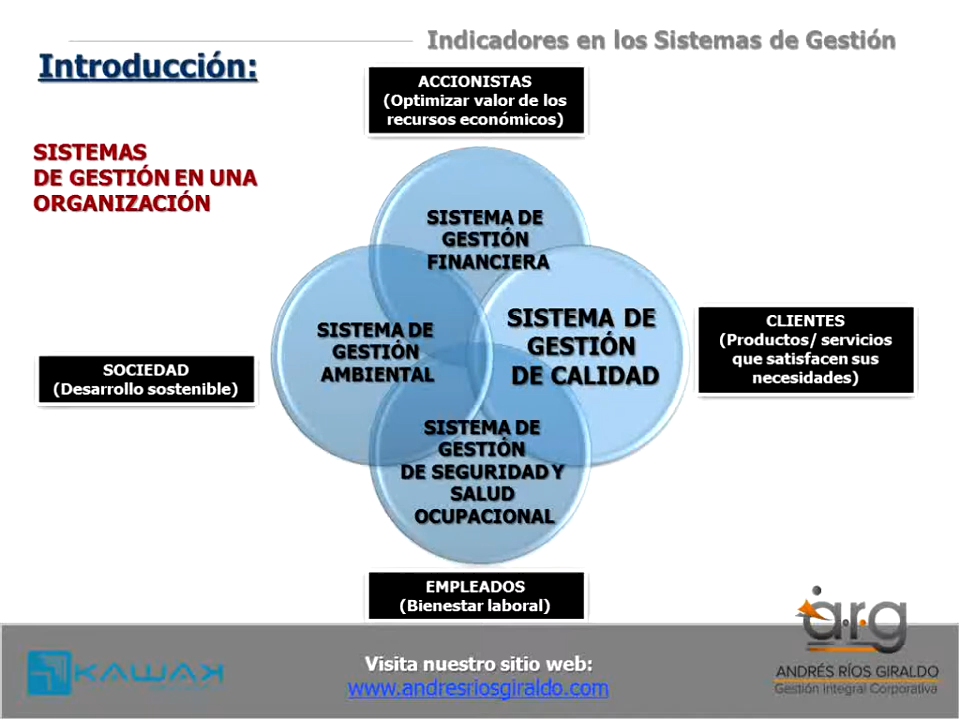 Indicadores en los Sistemas de Gestión
Introducción:
ACCIONISTAS
(Optimizar valor de los
recursos económicos)
SISTEMAS
DE GESTIÓN EN UNA
ORGANIZACIÓN
SISTEMA DE
GESTIÓN
FINANCIERA
SISTEMA DE
GESTIÓN
AMBIENTAL
SISTEMA DE
GESTIÓN
DE CALIDAD
CLIENTES
(Productos/ servicios
que satisfacen sus
necesidades)
SOCIEDAD
(Desarrollo sostenible)
SISTEMA DE
GESTIÓN
DE SEGURIDAD Y
SALUD
OCUPACIONAL
EMPLEADOS
(Bienestar laboral)
KAWAK
Visita nuestro sitio web:
www.andresriosgiraldo.com
a.r.g
ANDRÉS RÍOS GIRALDO
Gestión Integral Corporativa